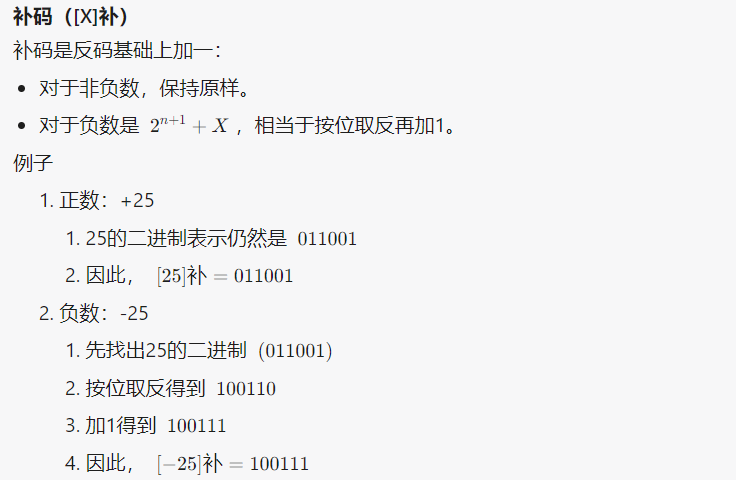 补码（[X]补）
补码是反码基础上加一：
• 对于非负数，保持原样。
• 对于负数是 2^{n+1} + X ，相当于按位取反再加1。
例子
1. 正数：+25
1. 25的二进制表示仍然是 011001
2. 因此， [25]补 = 011001
2. 负数：-25
1. 先找出25的二进制 (011001)
2. 按位取反得到 100110
3. 加1得到 100111
4. 因此， [−25]补 = 100111